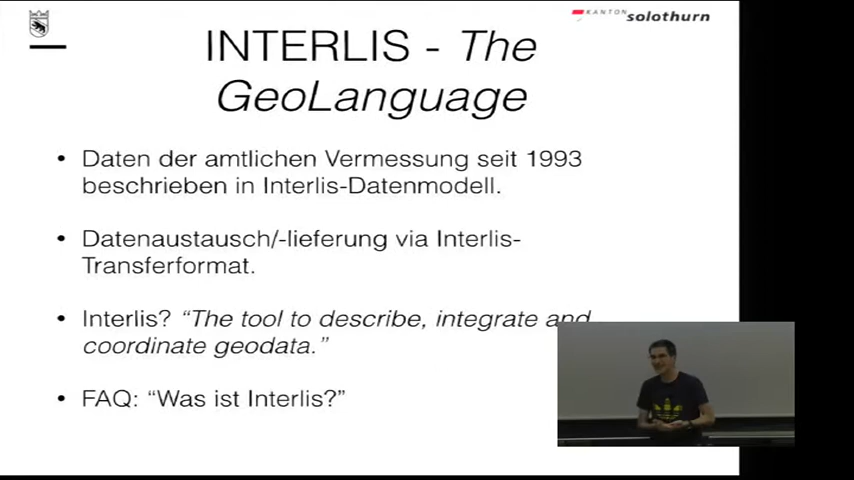 KANTON solothurn
INTERLIS - The
GeoLanguage
• Daten der amtlichen Vermessung seit 1993
beschrieben in Interlis-Datenmodell.
• Datenaustausch/-lieferung via Interlis-
Transferformat.
• Interlis? “The tool to describe, integrate and
coordinate geodata.”
• FAQ: “Was ist Interlis?”